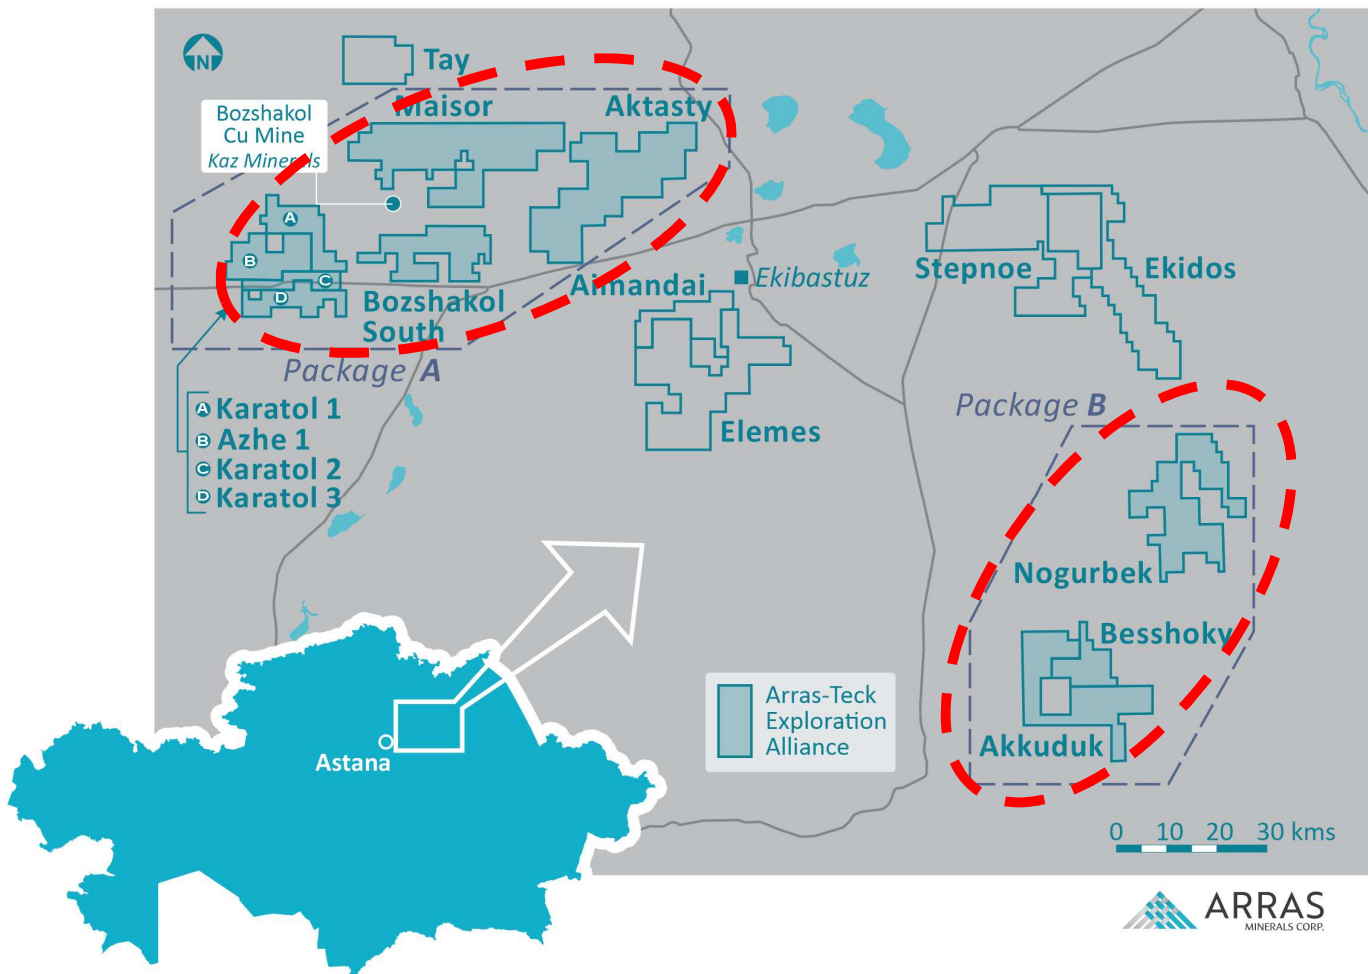 N
Tay
Maisor
Aktasty
Bozshakol
Cu Mine
Kaz Minerals
A
B
C
D
Bozshakol
South
Aimandai
Ekibastuz
Stepnoe
Ekidos
Package A
A Karatol 1
B Azhe 1
C Karatol 2
D Karatol 3
Elemes
Package B
Nogurbek
Besshoky
Akkuduk
Arras-Teck
Exploration
Alliance
Astana
0 10 20 30 kms
ARRAS
MINERALS CORP.